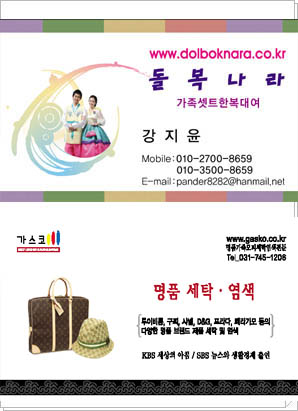 www.dolboknara.co.kr
돌복나라
가족셋트한복대여
강 지 윤
Mobile : 010-2700-8659
010-3500-8659
E-mail : pander8282@hanmail.net
가스코
www.gasko.co.kr
Tel_031-745-1206
명품 세탁 · 염색
루이비통, 구찌, 샤넬, D&G, 프라다, 페라가모 등의
다양한 명품 브랜드 제품 세탁 및 염색
KBS 세상의 아침 / SBS 뉴스와 생활경제 출연